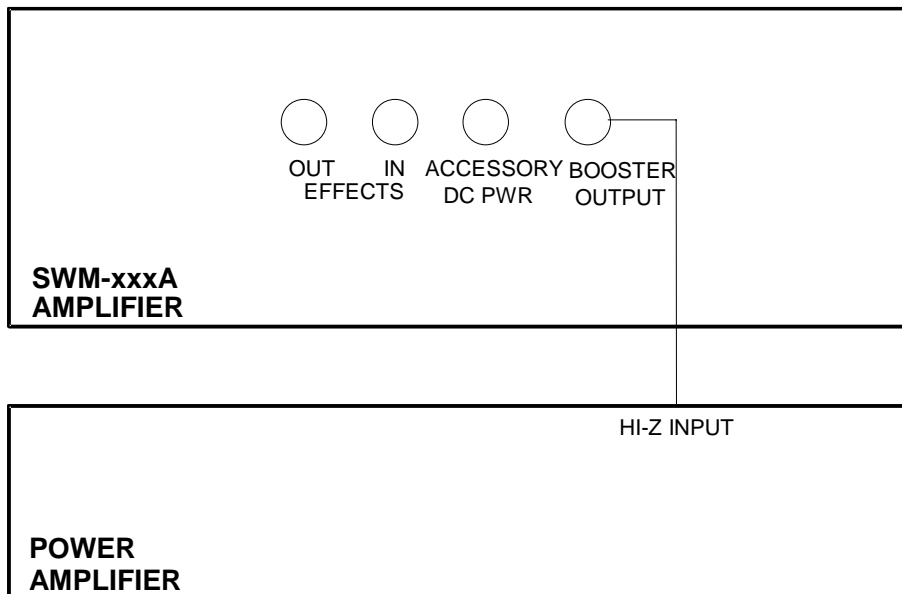 OUT IN ACCESSORY BOOSTER
EFFECTS DC PWR OUTPUT
SWM-xxxA
AMPLIFIER
HI-Z INPUT
POWER
AMPLIFIER